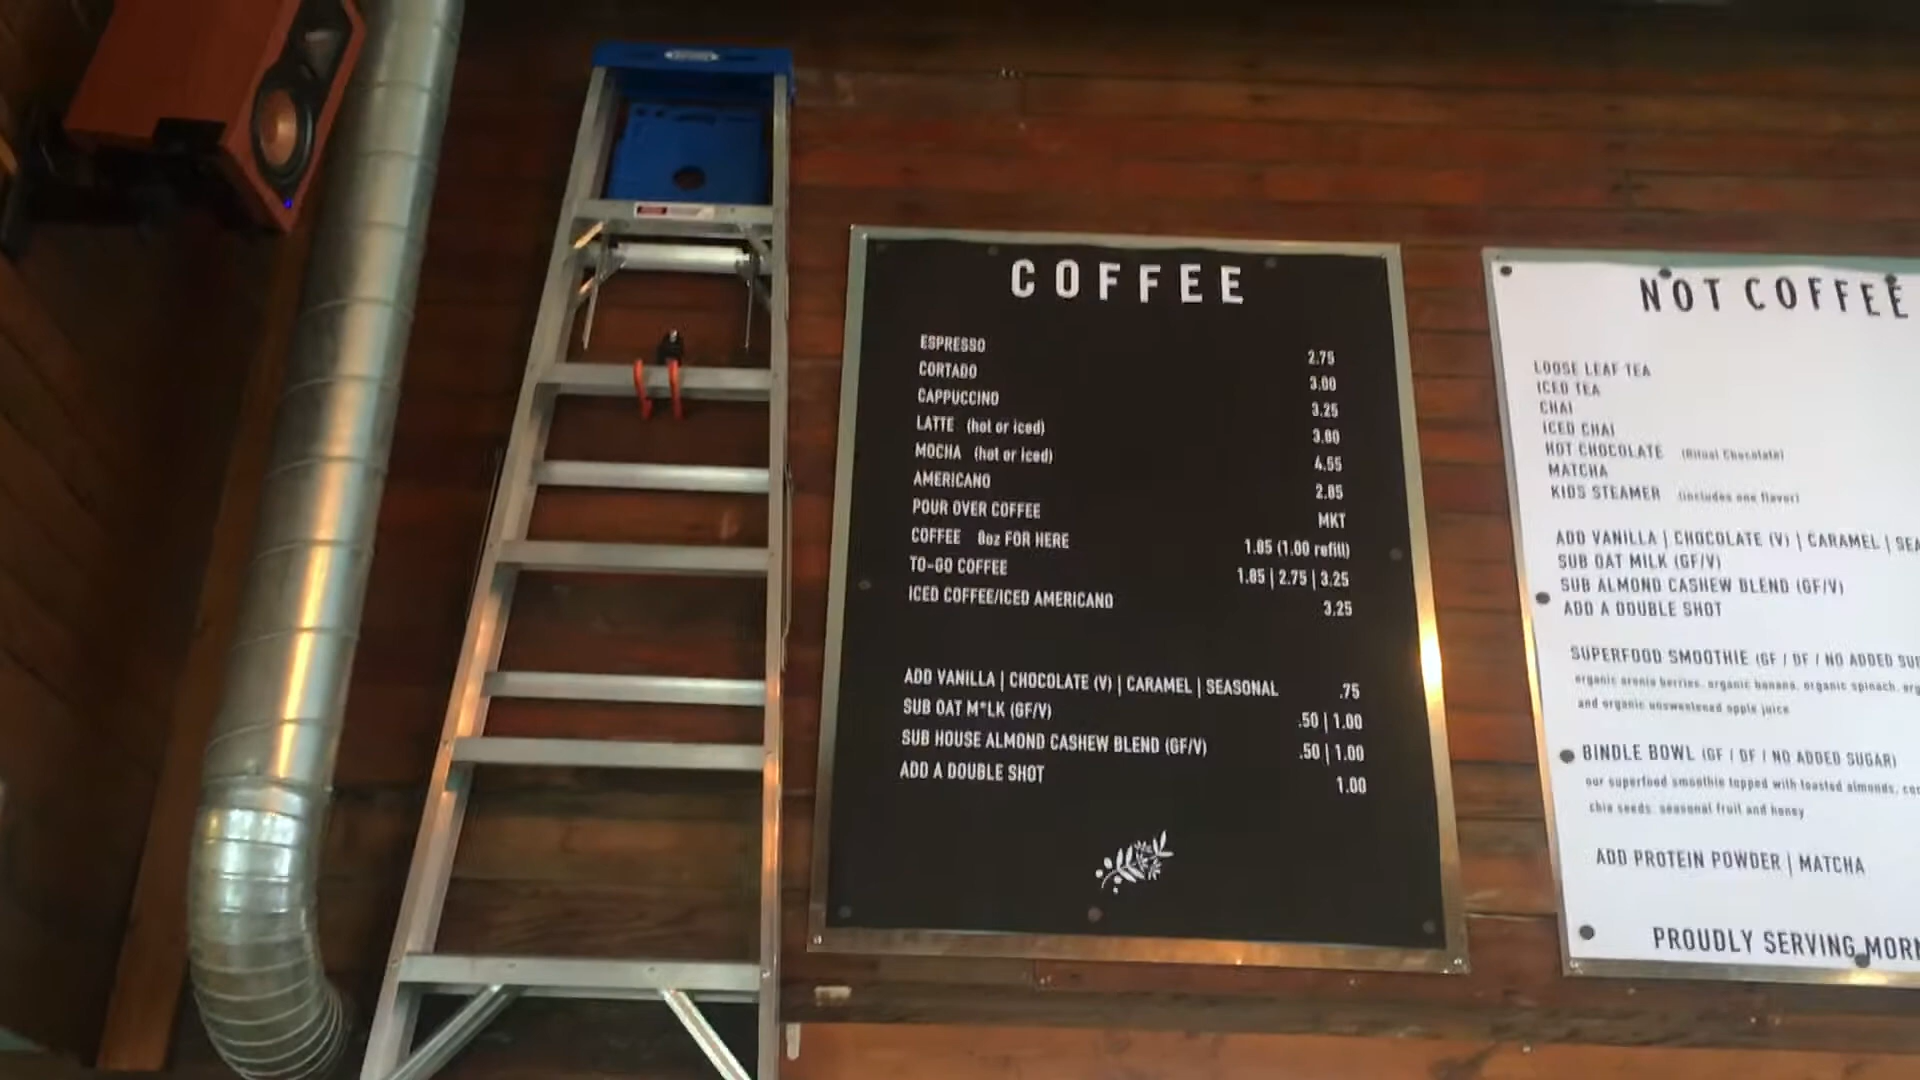 COFFEE
ESPRESSO 2.75
CORTADO 3.00
CAPPUCCINO 3.25
LATTE (hot or iced) 3.80
MOCHA (hot or iced) 4.55
AMERICANO 2.85
POUR OVER COFFEE MKT
COFFEE 8oz FOR HERE 1.85 (1.00 refill)
TO-GO COFFEE 1.85 | 2.75 | 3.25
ICED COFFEE/ICED AMERICANO 3.25
ADD VANILLA | CHOCOLATE (V) | CARAMEL | SEASONAL .75
SUB OAT M*LK (GF/V) .50 | 1.00
SUB HOUSE ALMOND CASHEW BLEND (GF/V) .50 | 1.00
ADD A DOUBLE SHOT 1.00
NOT COFFEE
LOOSE LEAF TEA
ICED TEA
CHAI
ICED CHAI
HOT CHOCOLATE (Ritual Chocolate)
MATCHA
KIDS STEAMER (includes one flavor)
ADD VANILLA | CHOCOLATE (V) | CARAMEL | SEA
SUB OAT MILK (GF/V)
SUB ALMOND CASHEW BLEND (GF/V)
ADD A DOUBLE SHOT
SUPERFOOD SMOOTHIE (GF / DF / NO ADDED SU
organic aronia berries, organic banana, organic spinach, org
and organic unsweetened apple juice
BINDLE BOWL (GF / DF / NO ADDED SUGAR)
our superfood smoothie topped with toasted almonds, co
chia seeds, seasonal fruit and honey
ADD PROTEIN POWDER | MATCHA
PROUDLY SERVING MORN